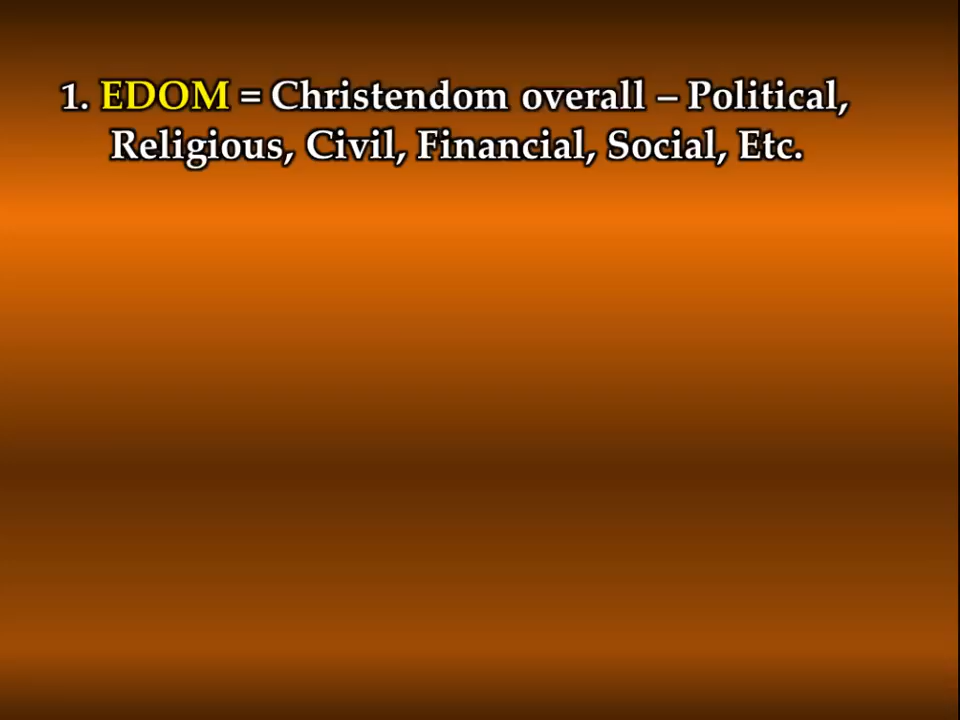 1. EDOM = Christendom overall – Political,
Religious, Civil, Financial, Social, Etc.